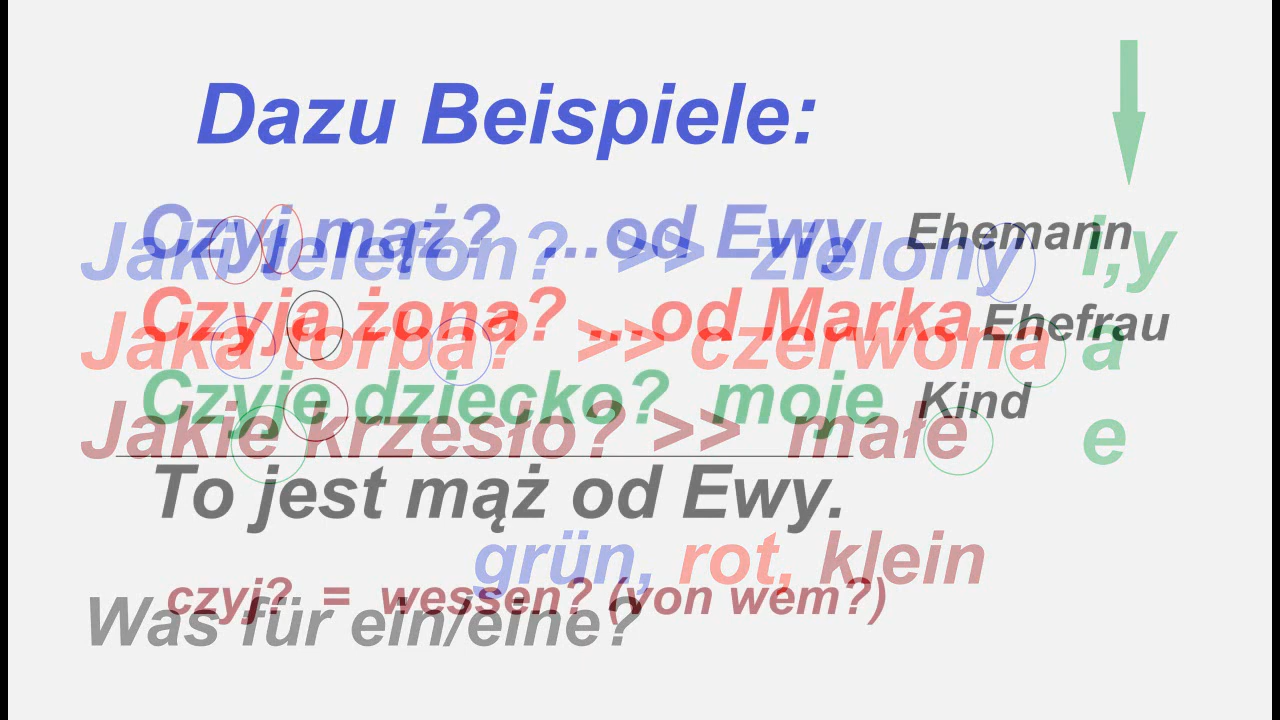 Dazu Beispiele:
Czyj mąż? ...od Ewy Ehemann
Jaki telefon? >> zielony i,y
Czyja żona? ...od Marka Ehefrau
Jaka torba? >> czerwona a
Czyje dziecko? moje Kind
Jakie krzesło? >> małe e
To jest mąż od Ewy.
grün, rot, klein
czyj? = wessen? (von wem?)
Was für ein/eine?